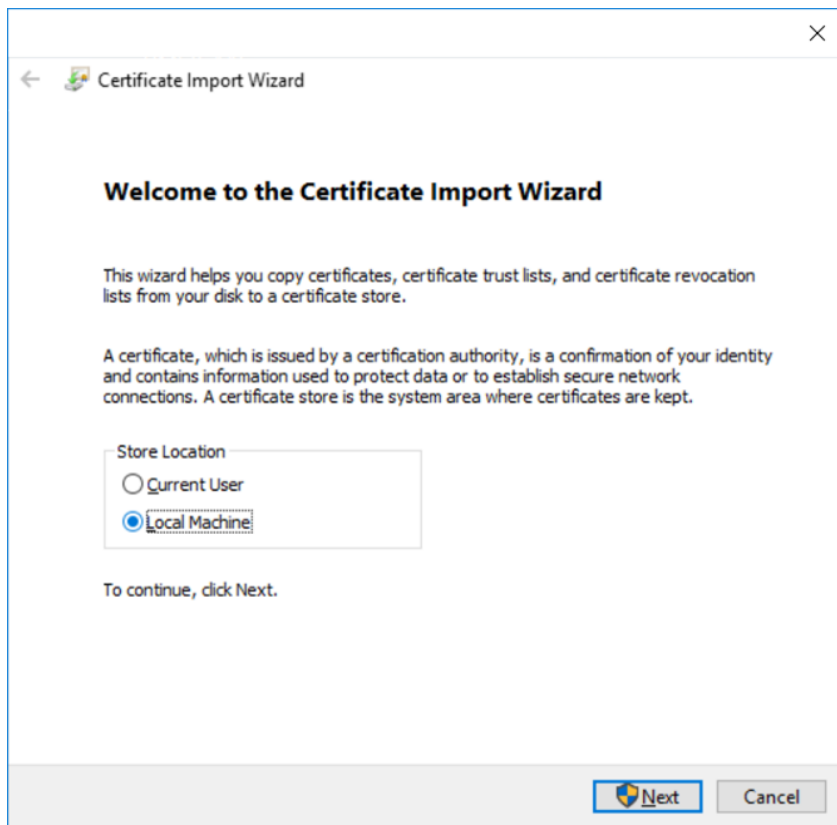 Certificate Import Wizard
Welcome to the Certificate Import Wizard
This wizard helps you copy certificates, certificate trust lists, and certificate revocation
lists from your disk to a certificate store.
A certificate, which is issued by a certification authority, is a confirmation of your identity
and contains information used to protect data or to establish secure network
connections. A certificate store is the system area where certificates are kept.
Store Location
Current User
Local Machine
To continue, click Next.
Next Cancel